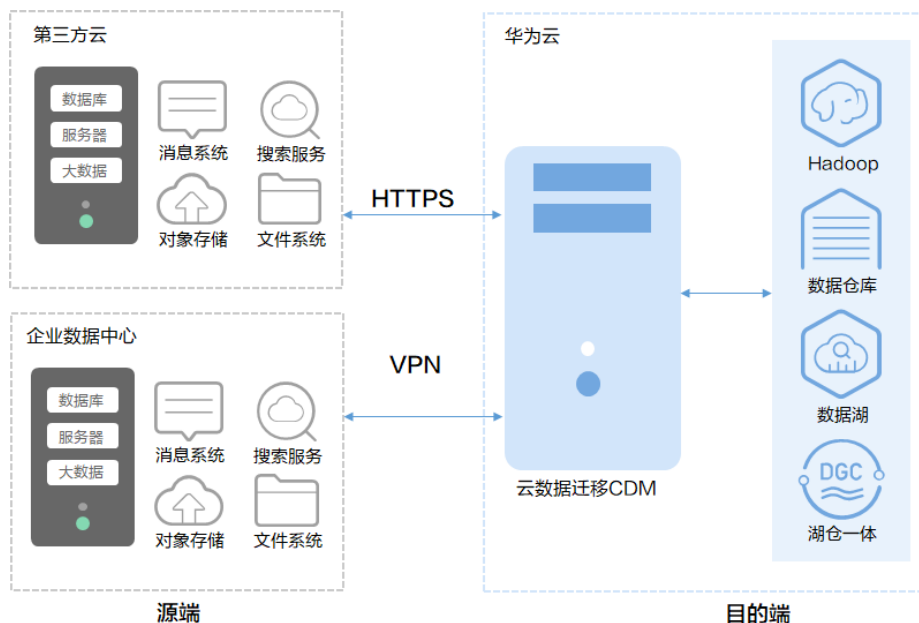 第三方云
数据库
服务器
大数据
消息系统
搜索服务
对象存储
文件系统
企业数据中心
数据库
服务器
大数据
消息系统
搜索服务
对象存储
文件系统
源端
HTTPS
VPN
华为云
云数据迁移CDM
Hadoop
数据仓库
数据湖
DGC
湖仓一体
目的端